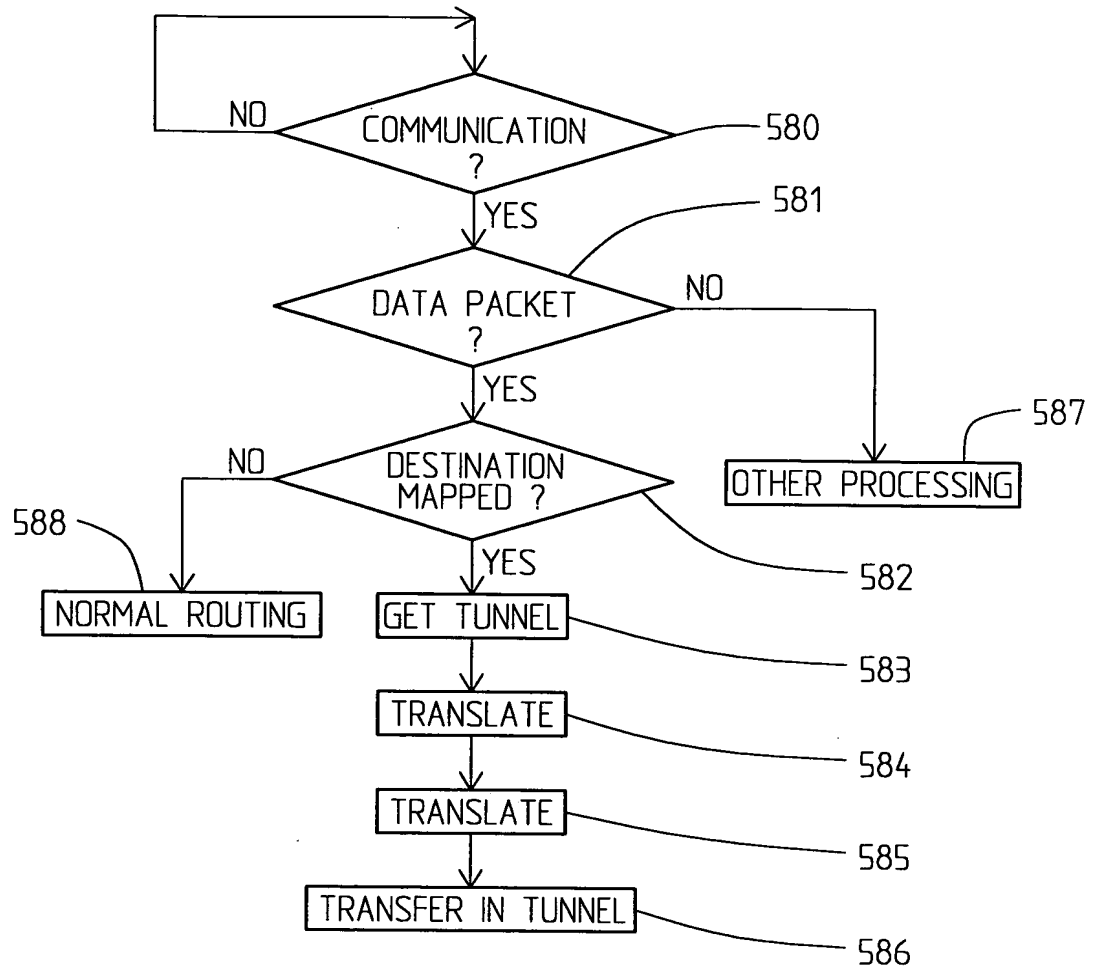 NO
COMMUNICATION
?
580
YES
581
DATA PACKET
?
NO
YES
587
NO
DESTINATION
MAPPED ?
OTHER PROCESSING
588
YES
582
NORMAL ROUTING
GET TUNNEL
583
TRANSLATE
584
TRANSLATE
585
TRANSFER IN TUNNEL
586